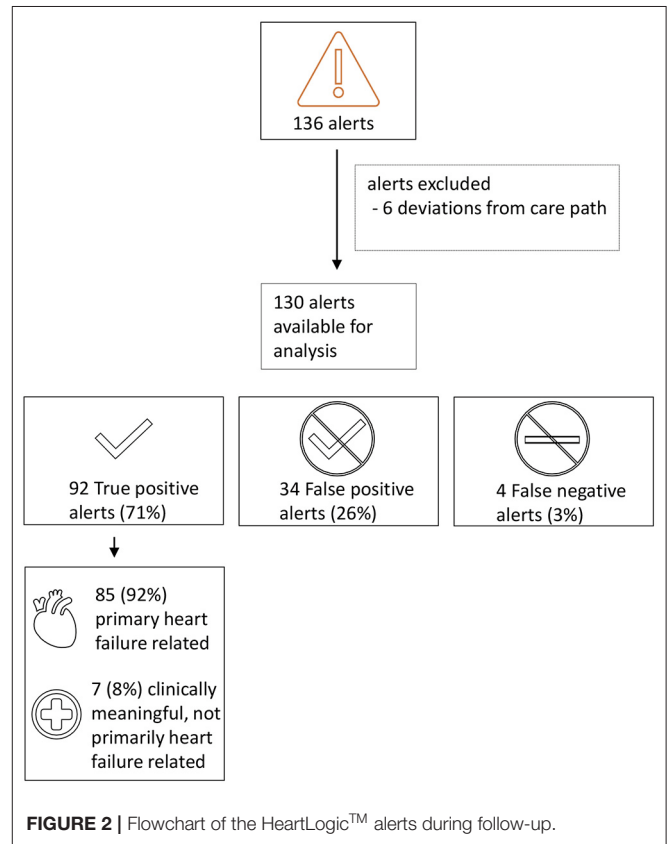 136 alerts
alerts excluded
- 6 deviations from care path
130 alerts
available for
analysis
92 True positive
alerts (71%)
34 False positive
alerts (26%)
4 False negative
alerts (3%)
85 (92%)
primary heart
failure related
7 (8%) clinically
meaningful, not
primarily heart
failure related
FIGURE 2 | Flowchart of the HeartLogic™ alerts during follow-up.